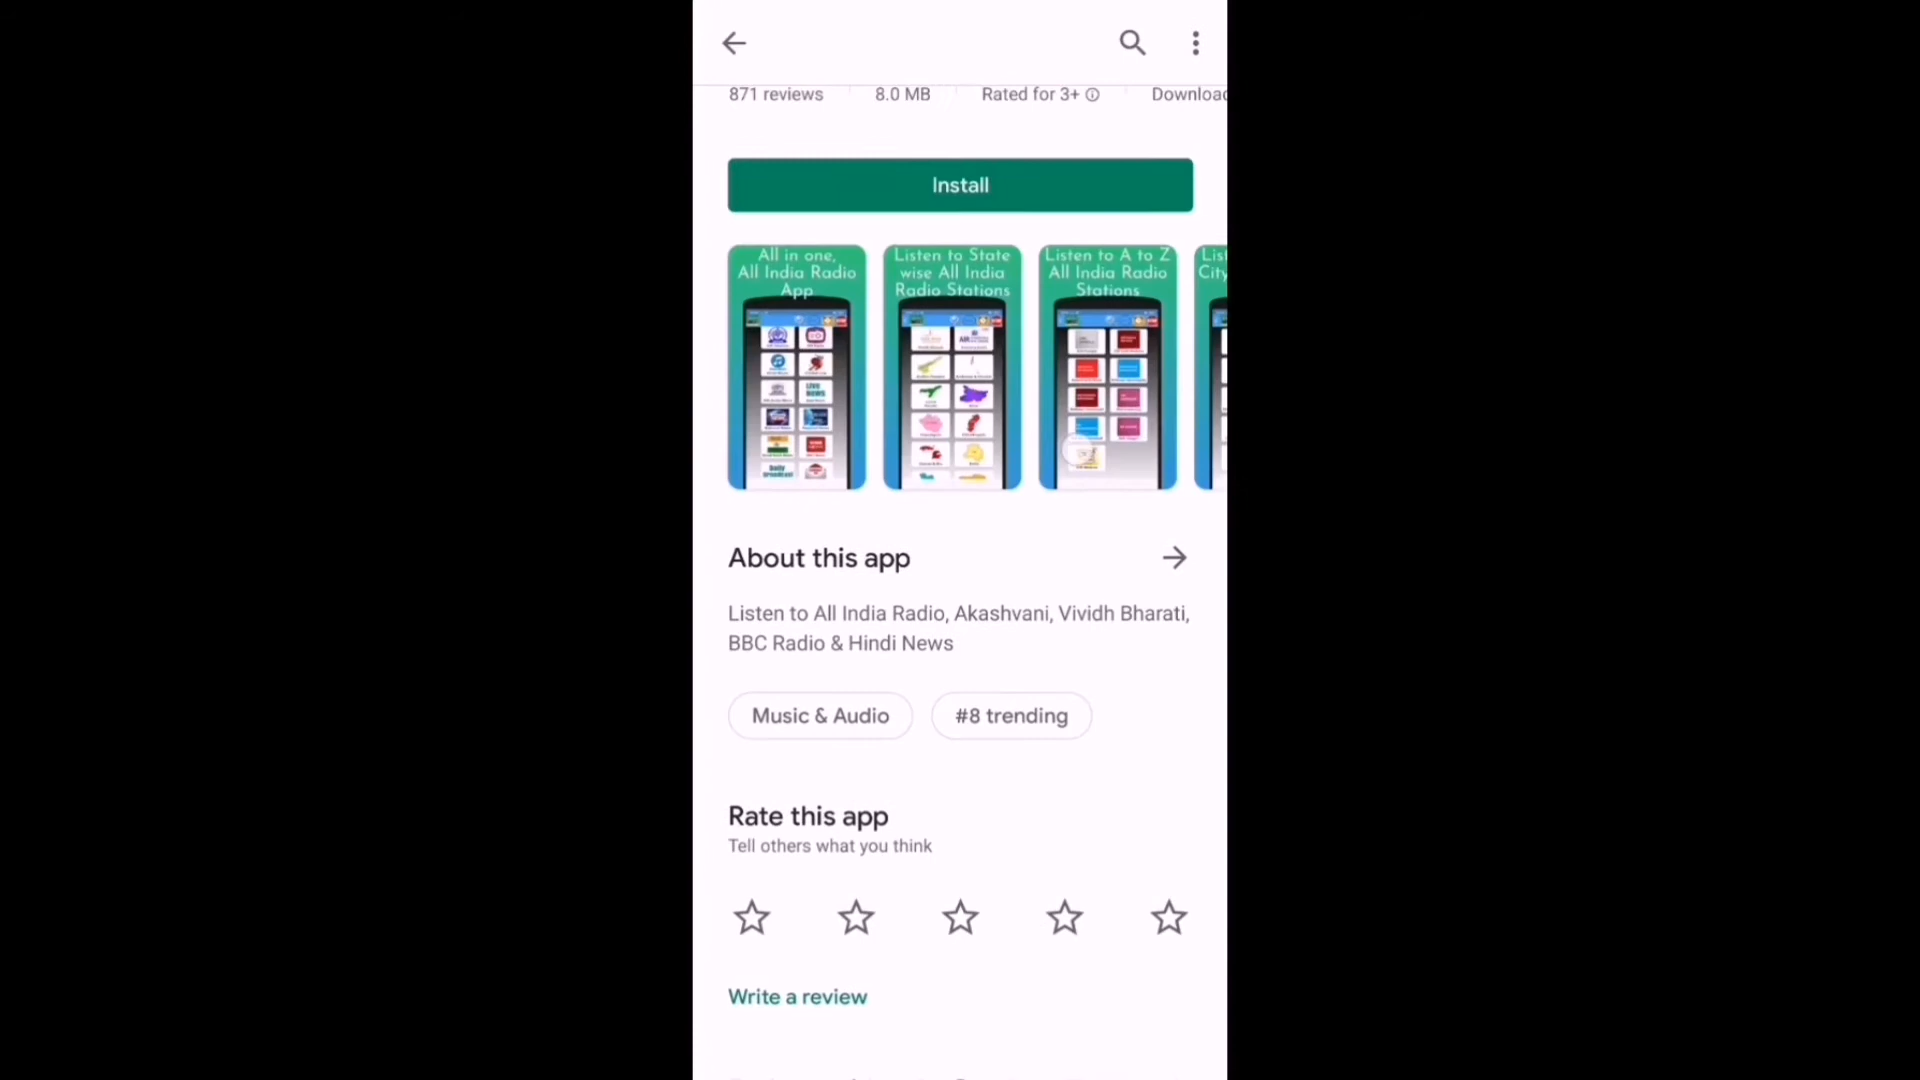 871 reviews
8.0 MB
Rated for 3+
Install
All in one,
All India Radio
App
Listen to State
wise All India
Radio Stations
Listen to A to Z
All India Radio
Stations
About this app
Listen to All India Radio, Akashvani, Vividh Bharati,
BBC Radio & Hindi News
Music & Audio
#8 trending
Rate this app
Tell others what you think
Write a review